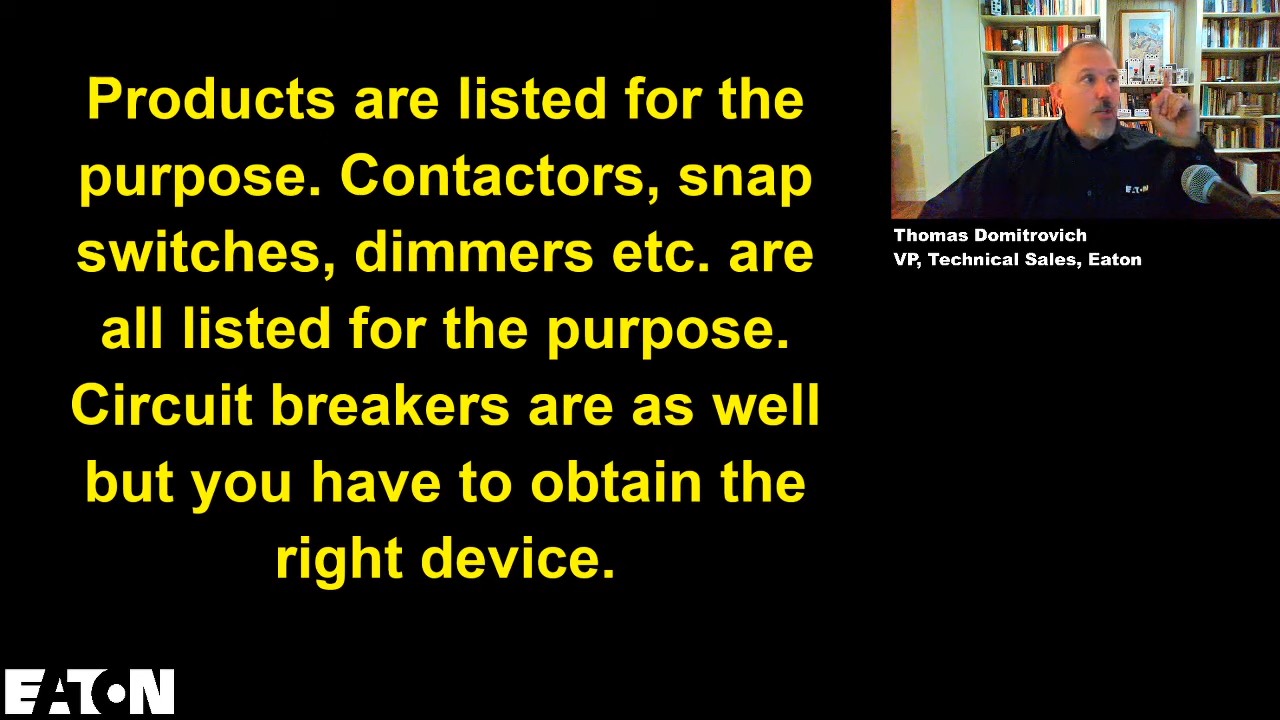 Products are listed for the
purpose. Contactors, snap
switches, dimmers etc. are
all listed for the purpose.
Circuit breakers are as well
but you have to obtain the
right device.
EATON
Thomas Domitrovich
VP, Technical Sales, Eaton
EATON